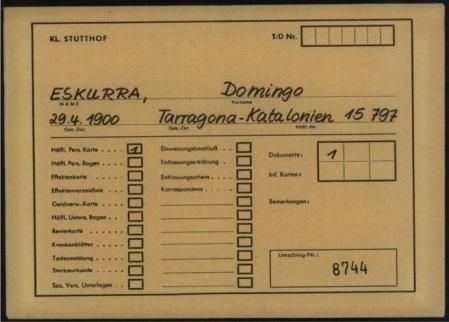 KL. STUTTHOF
T/D Nr.
ESKURRA, Domingo
NAME Vorname
29.4.1900 Tarragona-Katalonien 15 797
Geb.-Dat. Geb.-Ort Häftl.-Nr.
Häftl. Pers. Karte . . 1
Häftl. Pers. Bogen . .
Effektenkarte . . . .
Effektenverzeichnis . .
Geldverw.-Karte . . .
Häftl. Unters. Bogen . .
Revierkarte . . . .
Krankenblätter . . .
Todesmeldung . . .
Sterbeurkunde . . .
Soz. Vers. Unterlagen . .
Einweisungsbeschluß . .
Entlassungserklärung . .
Entlassungsschein . . .
Korrespondenz . . . .
Dokumente: 1
Inf. Karten:
Bemerkungen:
Umschlag-Nr.:
8744